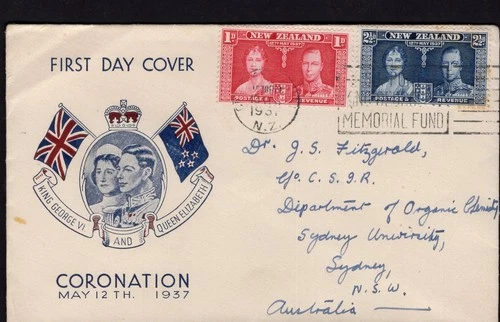 FIRST DAY COVER
1D NEW ZEALAND 1D
12TH MAY 1937
POSTAGE & REVENUE
2½ NEW ZEALAND 2½
12TH MAY 1937
POSTAGE & REVENUE
1937
N.Z.
MEMORIAL FUND
KING GEORGE VI
AND
QUEEN ELIZABETH
CORONATION
MAY 12TH. 1937
Dr. J. S. Fitzgerald,
C/o C. S. I. R.
Department of Organic Chemistry
Sydney University,
Sydney,
N.S.W.
Australia